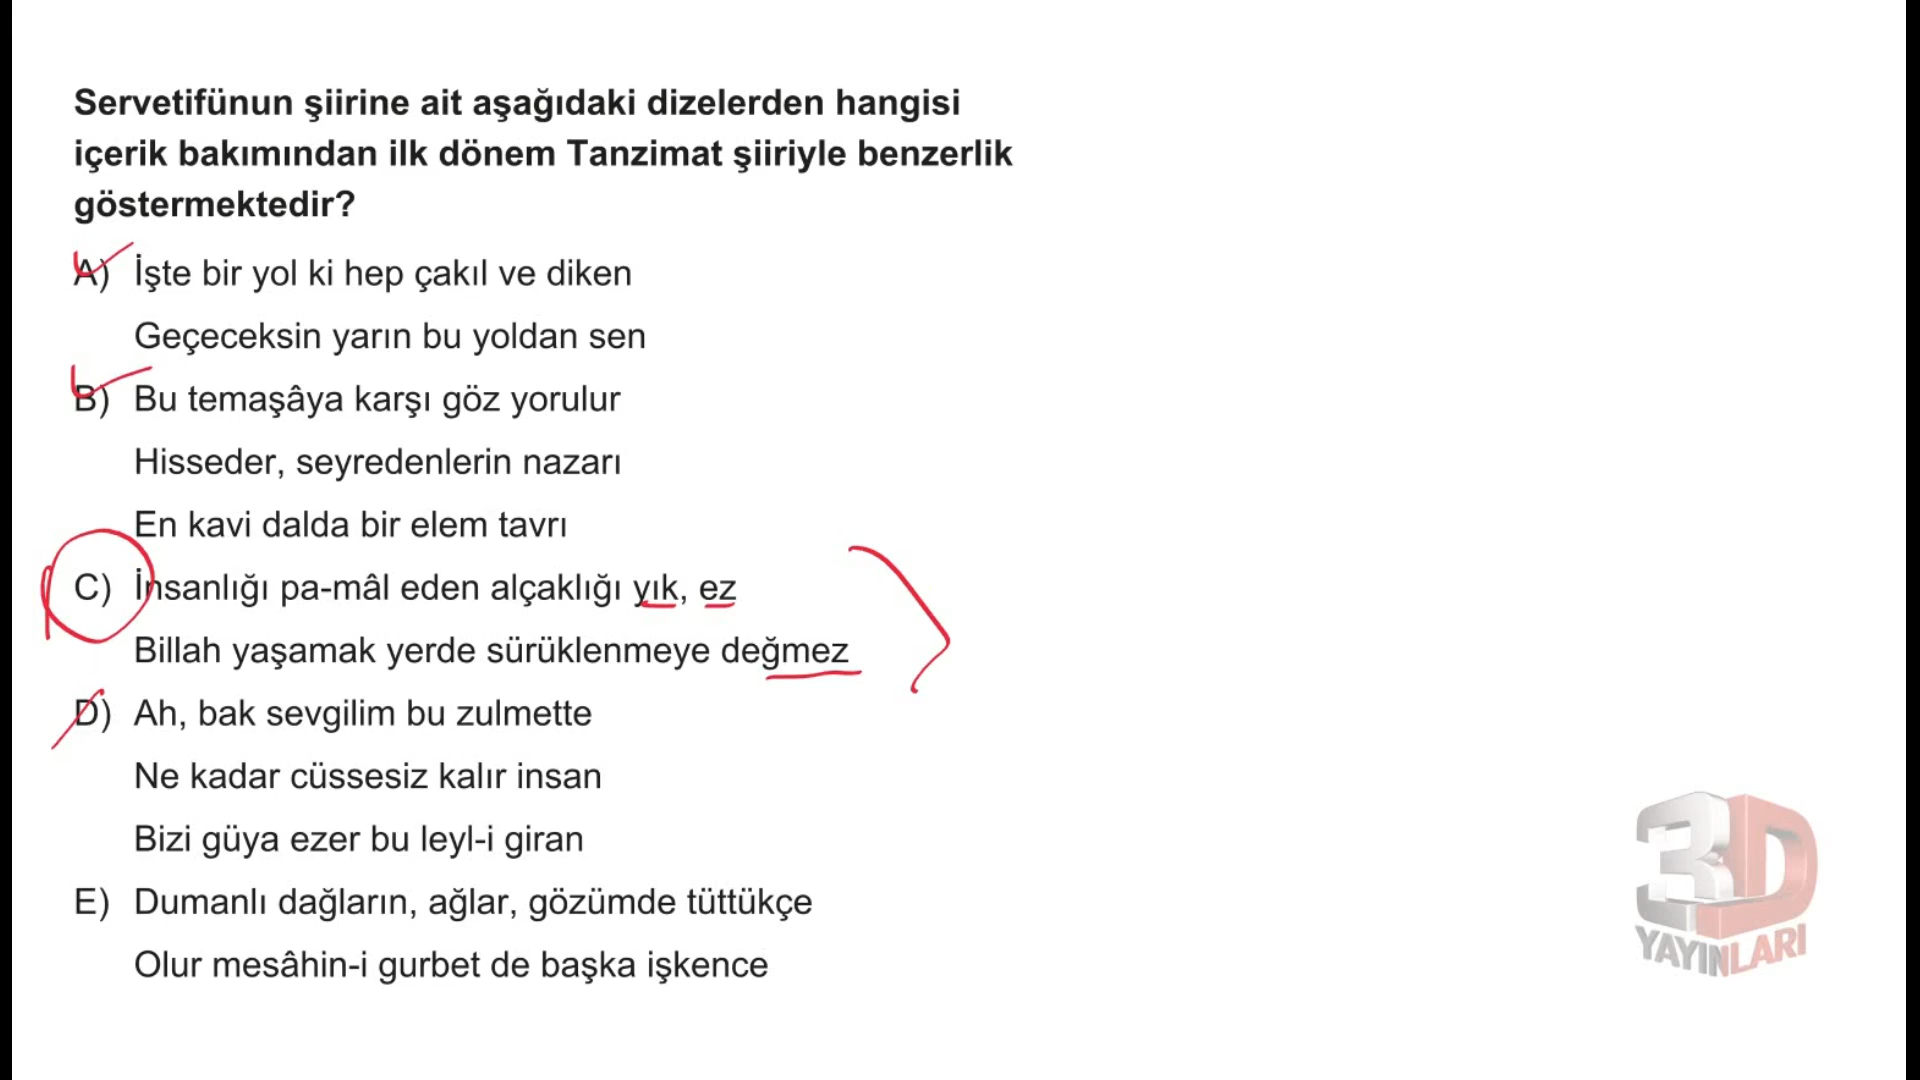 Servetifünun şiirine ait aşağıdaki dizelerden hangisi
içerik bakımından ilk dönem Tanzimat şiiriyle benzerlik
göstermektedir?
A) İşte bir yol ki hep çakıl ve diken
Geçeceksin yarın bu yoldan sen
B) Bu temaşâya karşı göz yorulur
Hisseder, seyredenlerin nazarı
En kavi dalda bir elem tavrı
C) İnsanlığı pa-mâl eden alçaklığı yık, ez
Billah yaşamak yerde sürüklenmeye değmez
D) Ah, bak sevgilim bu zulmette
Ne kadar cüssesiz kalır insan
Bizi güya ezer bu leyl-i giran
E) Dumanlı dağların, ağlar, gözümde tüttükçe
Olur mesâhin-i gurbet de başka işkence
3D
YAYINLARI